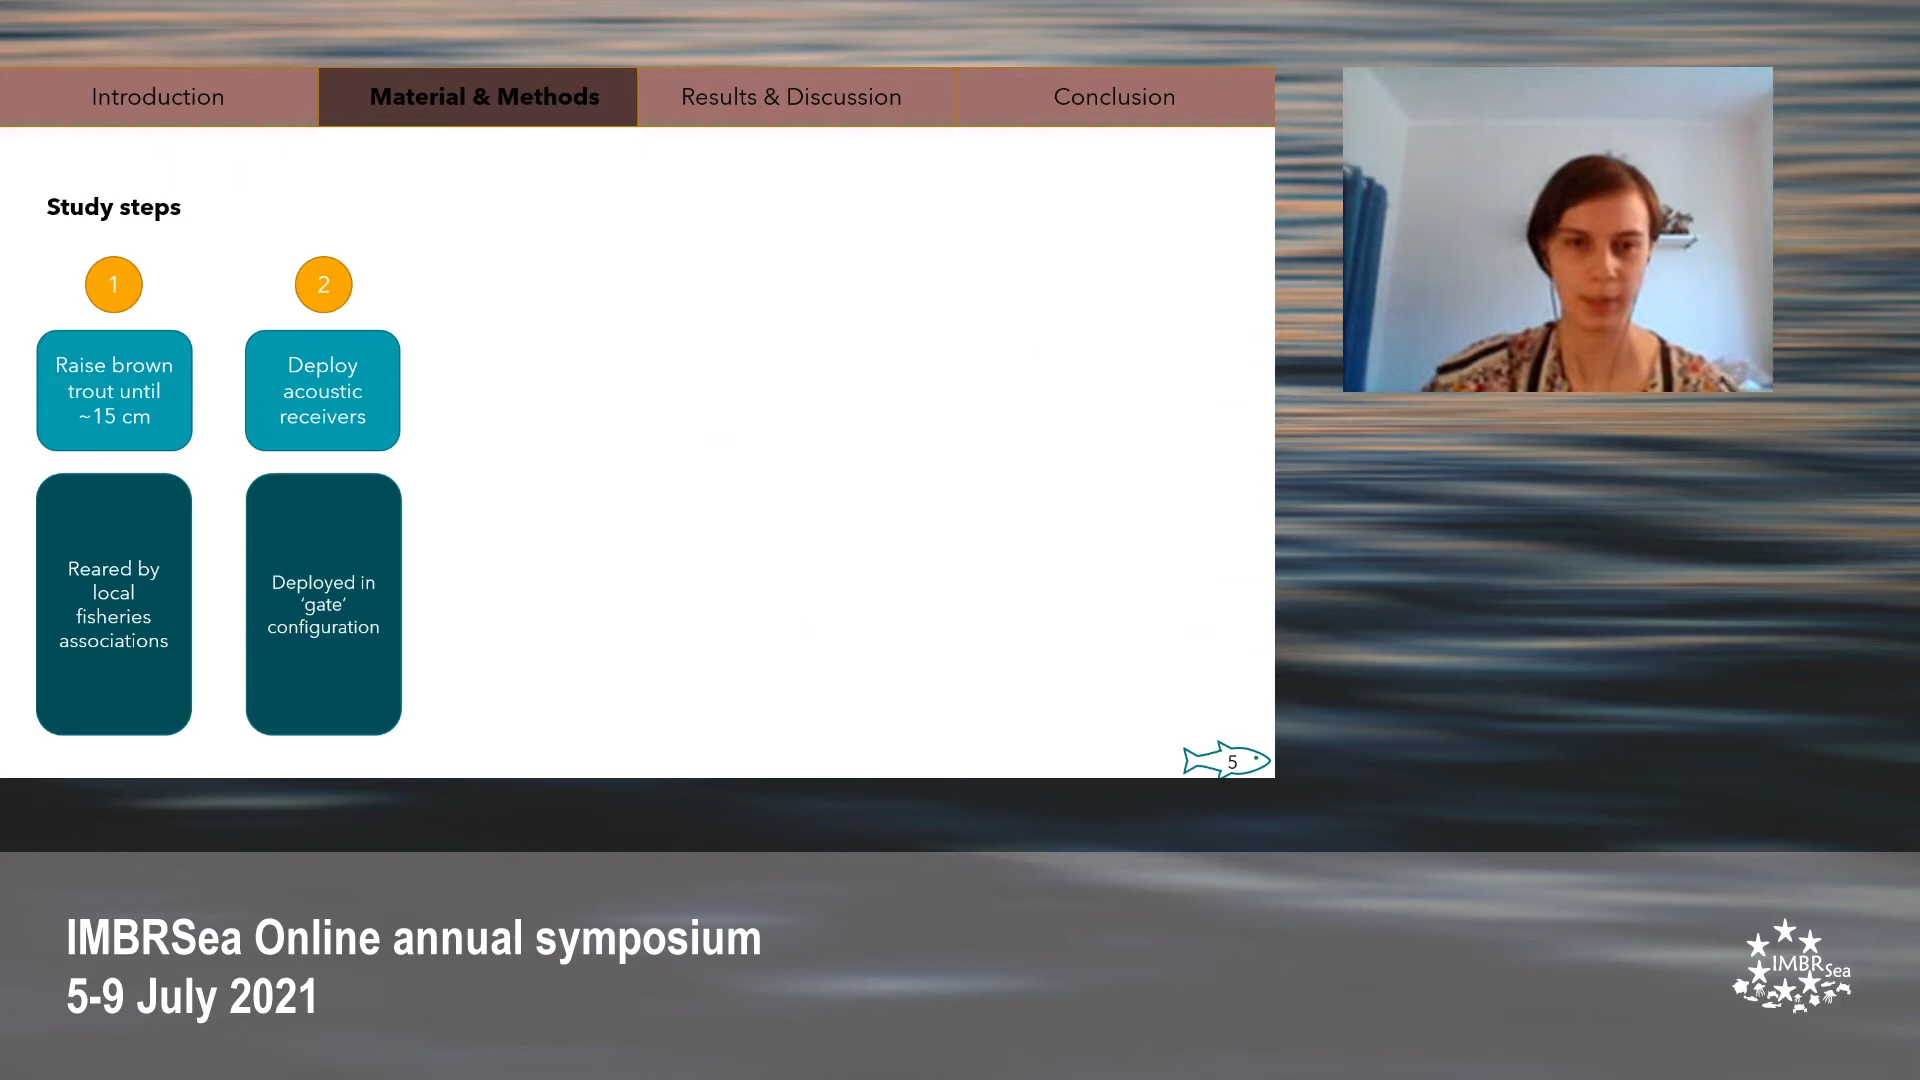 Introduction
Material & Methods
Results & Discussion
Conclusion
Study steps
1
2
Raise brown
trout until
~15 cm
Deploy
acoustic
receivers
Reared by
local
fisheries
associations
Deployed in
‘gate’
configuration
5
IMBRSea Online annual symposium
5-9 July 2021
IMBRSea